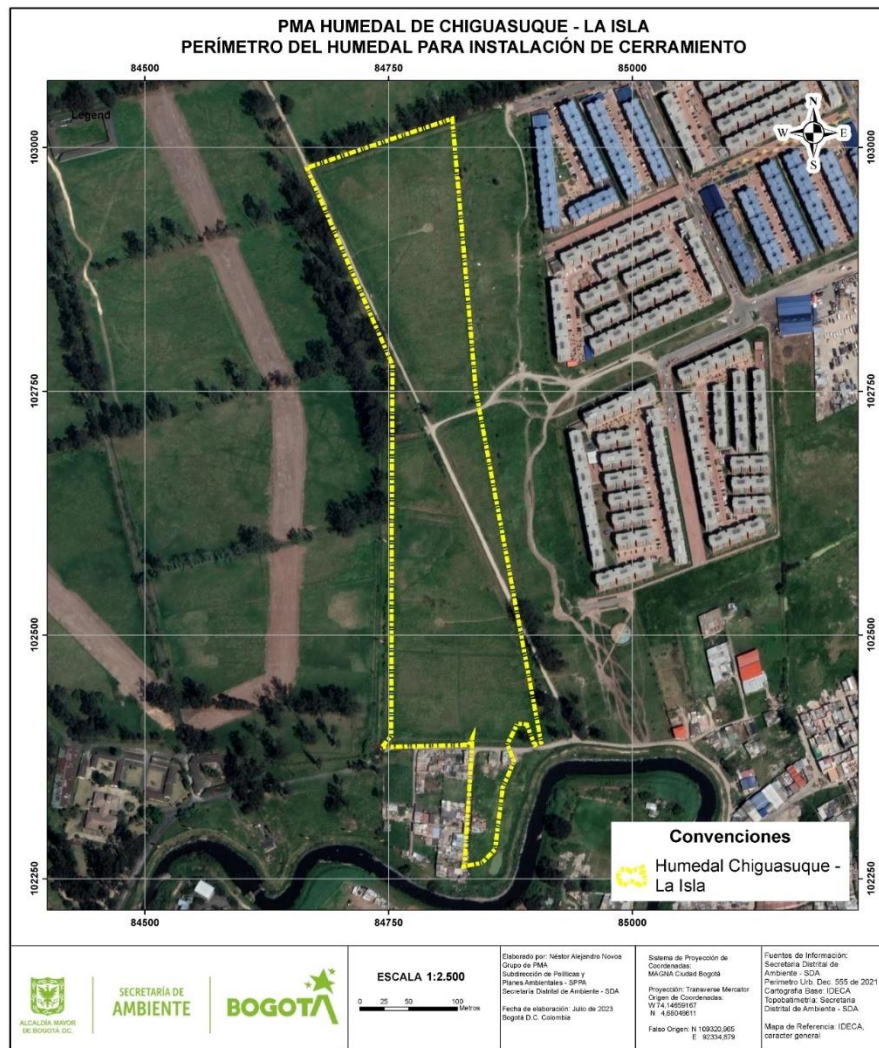 PMA HUMEDAL DE CHIGUASUQUE - LA ISLA
PERÍMETRO DEL HUMEDAL PARA INSTALACIÓN DE CERRAMIENTO
84500 84750 85000
Legend
N
W E
S
103000 103000
102750 102750
102500 102500
102250 102250
Convenciones
Humedal Chiguasuque -
La Isla
84500 84750 85000
ALCALDÍA MAYOR
DE BOGOTÁ D.C.
SECRETARÍA DE
AMBIENTE
BOGOTÁ
ESCALA 1:2.500
0 25 50 100
Metros
Elaborado por: Néstor Alejandro Novoa
Grupo de PMA
Subdirección de Políticas y
Planes Ambientales - SPPA
Secretaría Distrital de Ambiente - SDA
Fecha de elaboración: Julio de 2023
Bogotá D.C. Colombia
Sistema de Proyección de
Coordenadas:
MAGNA Ciudad Bogotá
Proyección: Transverse Mercator
Origen de Coordenadas:
W 74,14659167
N 4,68048611
Falso Origen: N 109320,965
E 92334,879
Fuentes de Información:
Secretaría Distrital de
Ambiente - SDA
Perímetro Urb. Dec. 555 de 2021
Cartografía Base: IDECA
Topobatimetría: Secretaría
Distrital de Ambiente - SDA
Mapa de Referencia: IDECA,
caracter general